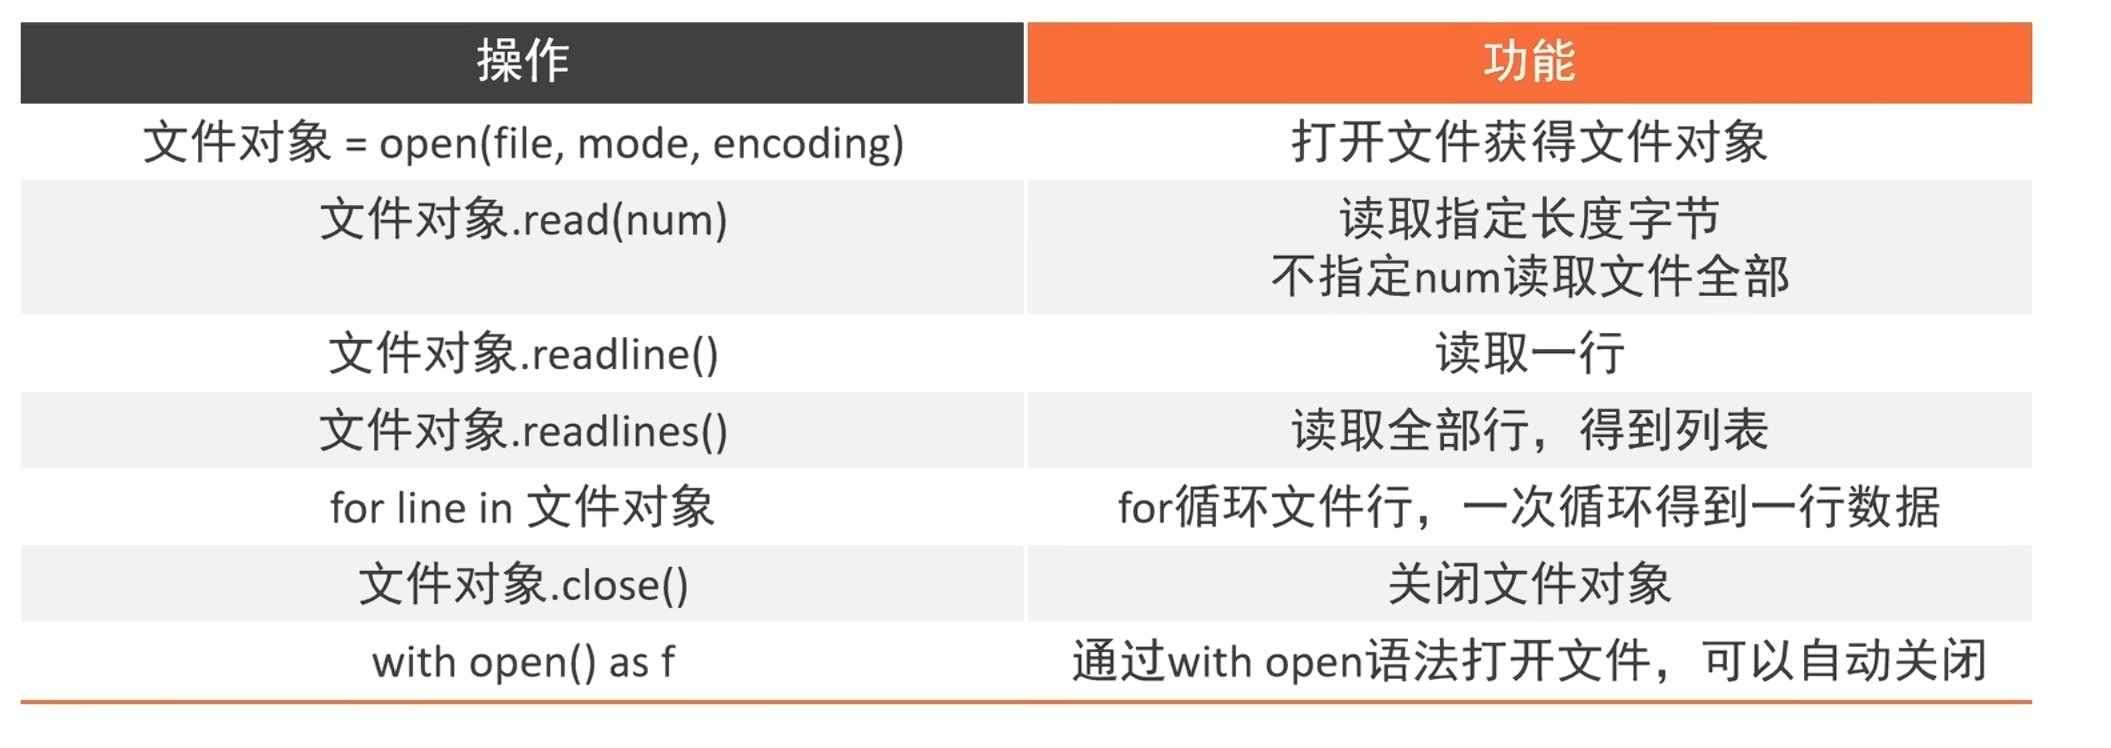 操作
功能
文件对象 = open(file, mode, encoding)
打开文件获得文件对象
文件对象.read(num)
读取指定长度字节
不指定num读取文件全部
文件对象.readline()
读取一行
文件对象.readlines()
读取全部行，得到列表
for line in 文件对象
for循环文件行，一次循环得到一行数据
文件对象.close()
关闭文件对象
with open() as f
通过with open语法打开文件，可以自动关闭